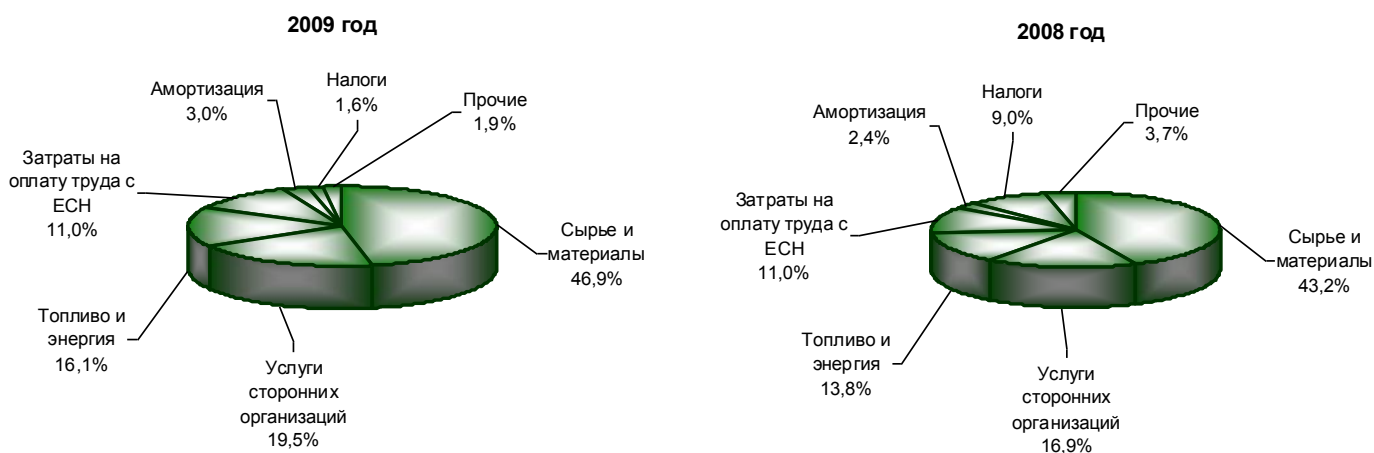 2009 год
Амортизация
3,0%
Налоги
1,6%
Прочие
1,9%
Затраты на
оплату труда с
ЕСН
11,0%
Сырье и
материалы
46,9%
Топливо и
энергия
16,1%
Услуги
сторонних
организаций
19,5%
2008 год
Амортизация
2,4%
Налоги
9,0%
Прочие
3,7%
Затраты на
оплату труда с
ЕСН
11,0%
Сырье и
материалы
43,2%
Топливо и
энергия
13,8%
Услуги
сторонних
организаций
16,9%